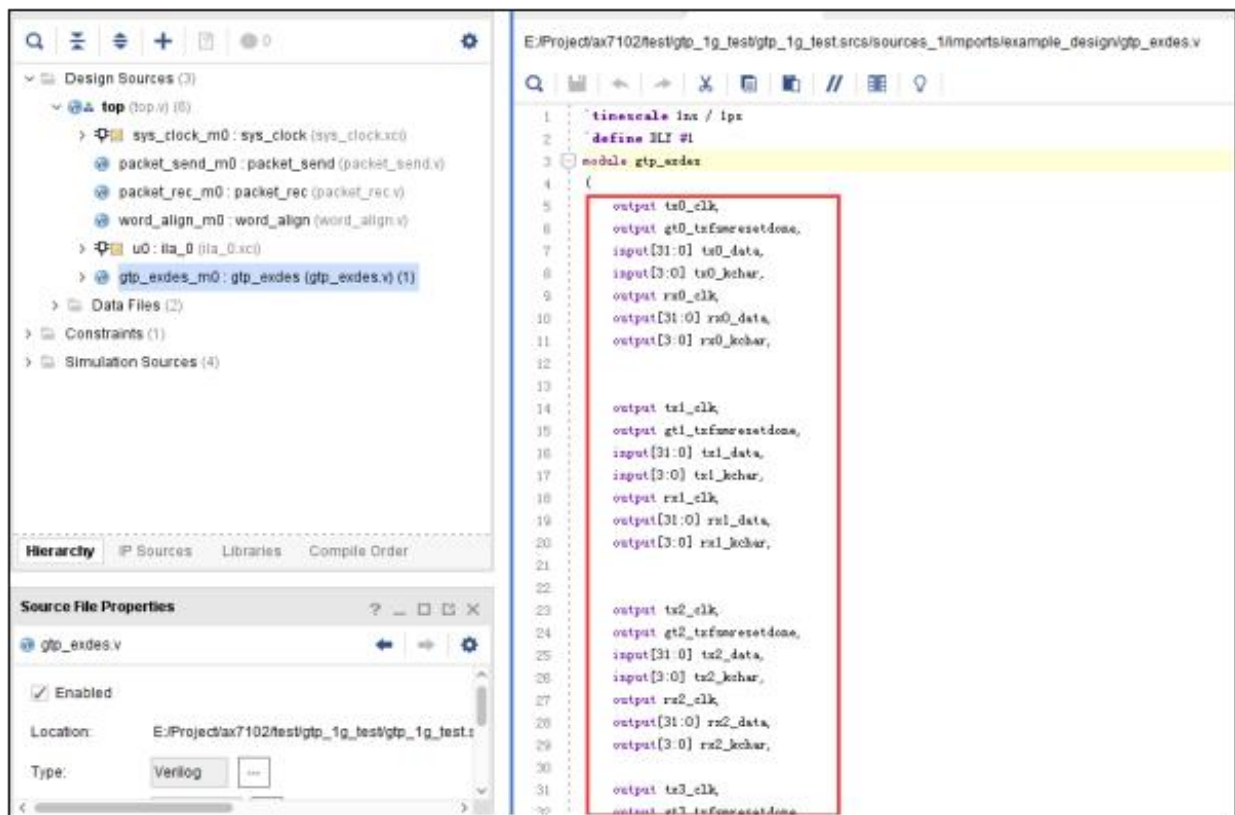 0
Design Sources (3)
top (top.v) (6)
sys_clock_m0 : sys_clock (sys_clock.xci)
packet_send_m0 : packet_send (packet_send.v)
packet_rec_m0 : packet_rec (packet_rec.v)
word_align_m0 : word_align (word_align.v)
u0 : ila_0 (ila_0.xci)
gtp_exdes_m0 : gtp_exdes (gtp_exdes.v) (1)
Data Files (2)
Constraints (1)
Simulation Sources (4)
Hierarchy IP Sources Libraries Compile Order
Source File Properties
gtp_exdes.v
Enabled
Location: E:/Project/ax7102/test/gtp_1g_test/gtp_1g_test.s
Type: Verilog
E:/Project/ax7102/test/gtp_1g_test/gtp_1g_test.srcs/sources_1/imports/example_design/gtp_exdes.v
1 `timescale 1ns / 1ps
2 `define DLY #1
3 module gtp_exdes
4 (
5 output tx0_clk,
6 output gt0_txfsmresetdone,
7 input[31:0] tx0_data,
8 input[3:0] tx0_kchar,
9 output rx0_clk,
10 output[31:0] rx0_data,
11 output[3:0] rx0_kchar,
12
13
14 output tx1_clk,
15 output gt1_txfsmresetdone,
16 input[31:0] tx1_data,
17 input[3:0] tx1_kchar,
18 output rx1_clk,
19 output[31:0] rx1_data,
20 output[3:0] rx1_kchar,
21
22
23 output tx2_clk,
24 output gt2_txfsmresetdone,
25 input[31:0] tx2_data,
26 input[3:0] tx2_kchar,
27 output rx2_clk,
28 output[31:0] rx2_data,
29 output[3:0] rx2_kchar,
30
31 output tx3_clk,
32 output gt3_txfsmresetdone